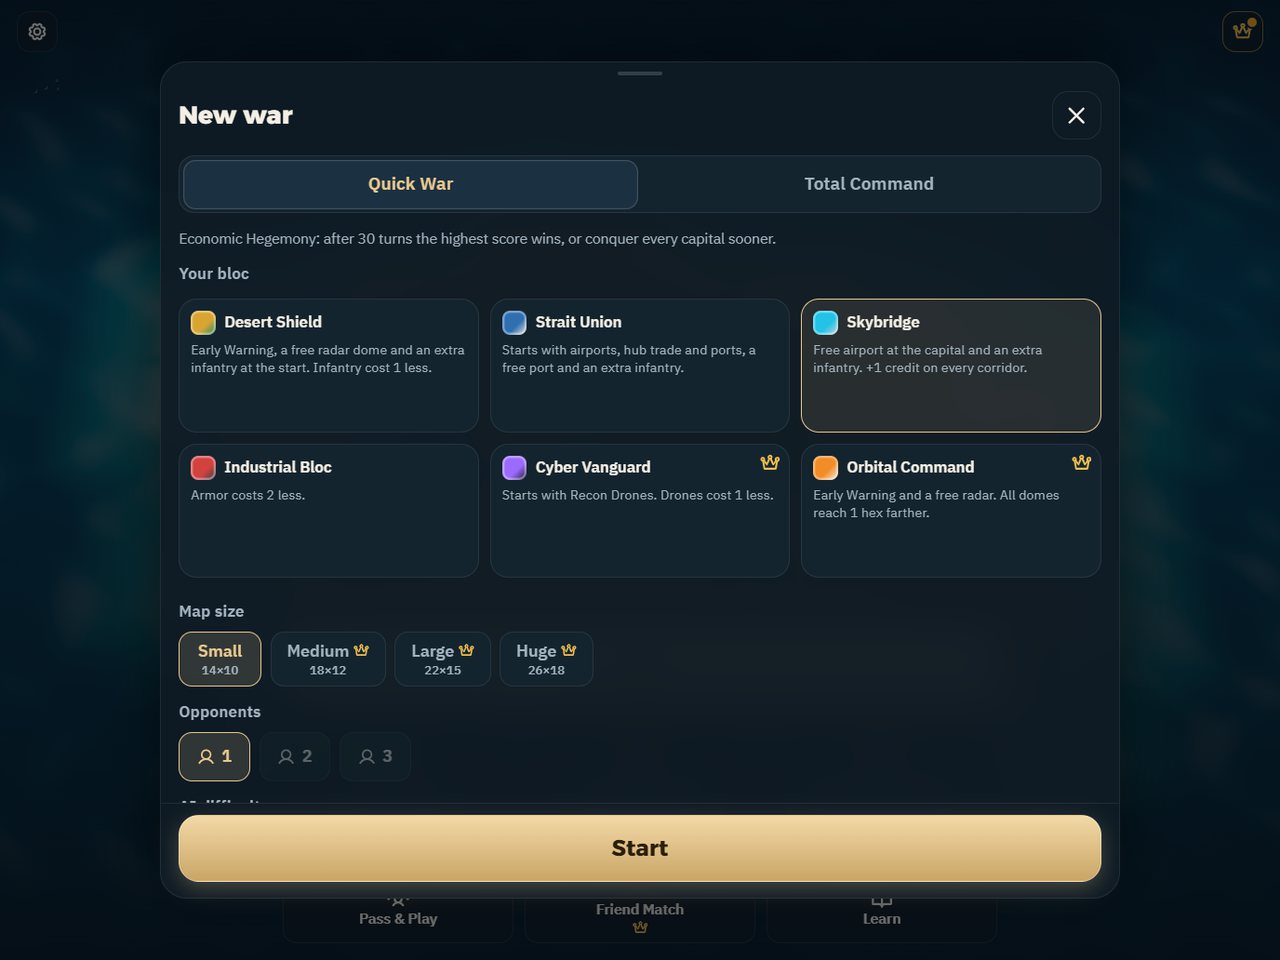 New war
Quick War
Total Command
Economic Hegemony: after 30 turns the highest score wins, or conquer every capital sooner.
Your bloc
Desert Shield
Early Warning, a free radar dome and an extra
infantry at the start. Infantry cost 1 less.
Strait Union
Starts with airports, hub trade and ports, a
free port and an extra infantry.
Skybridge
Free airport at the capital and an extra
infantry. +1 credit on every corridor.
Industrial Bloc
Armor costs 2 less.
Cyber Vanguard
Starts with Recon Drones. Drones cost 1 less.
Orbital Command
Early Warning and a free radar. All domes
reach 1 hex farther.
Map size
Small
14×10
Medium
18×12
Large
22×15
Huge
26×18
Opponents
1
2
3
Start
Pass & Play
Friend Match
Learn